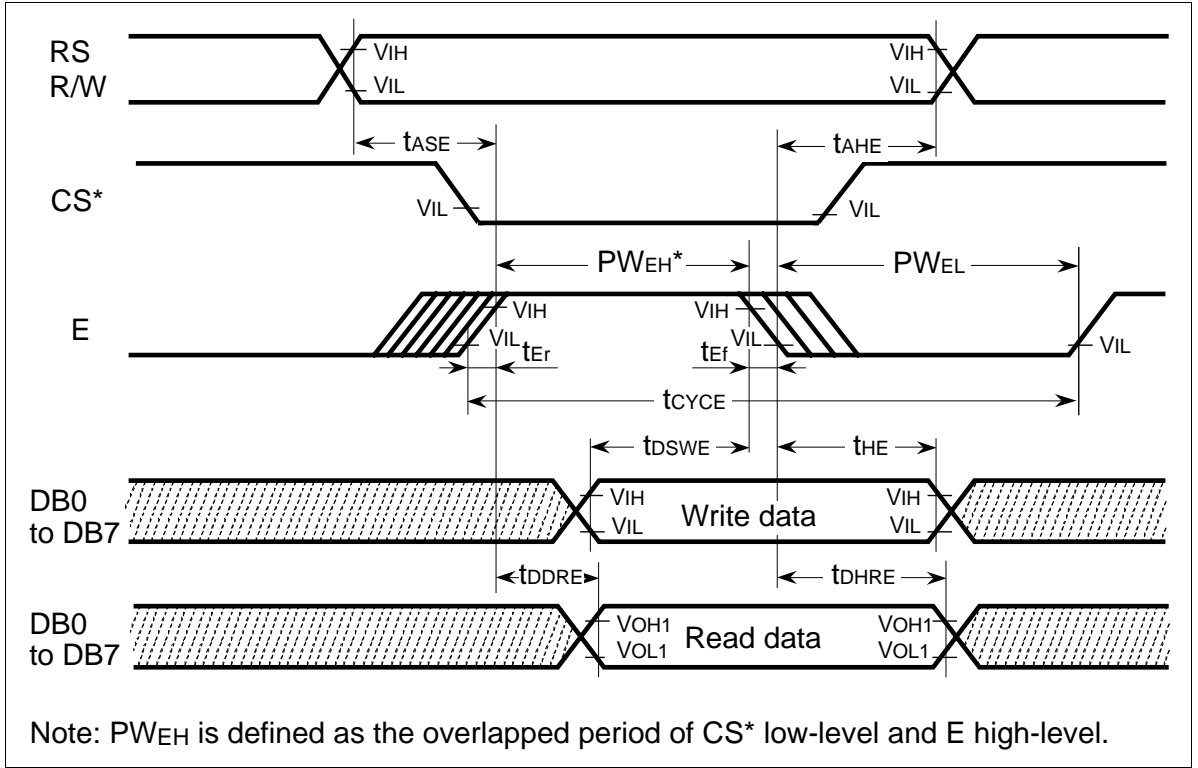 RS
R/W
VIH
VIL
VIH
VIL
tASE
tAHE
CS*
VIL
VIL
PWEH*
PWEL
E
VIH
VIL
VIH
VIL
VIL
tEr
tEf
tCYCE
tDSWE
tHE
DB0
to DB7
VIH
VIL
Write data
VIH
VIL
tDDRE
tDHRE
DB0
to DB7
VOH1
VOL1
Read data
VOH1
VOL1
Note: PWEH is defined as the overlapped period of CS* low-level and E high-level.